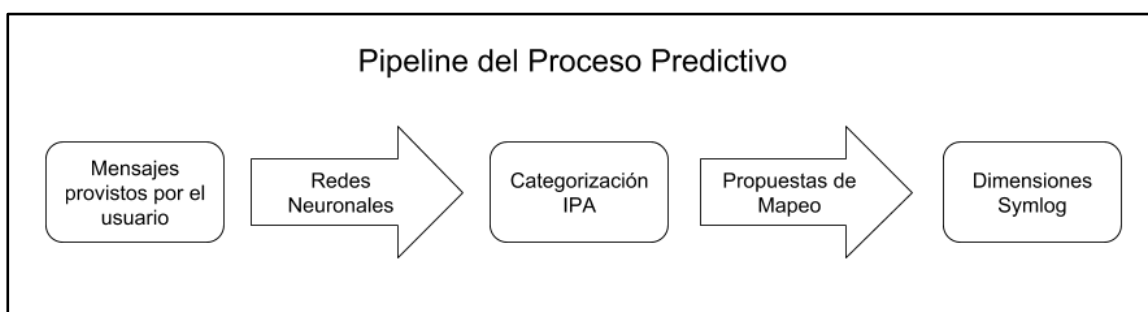 Pipeline del Proceso Predictivo
Mensajes
provistos por el
usuario
Redes
Neuronales
Categorización
IPA
Propuestas de
Mapeo
Dimensiones
Symlog